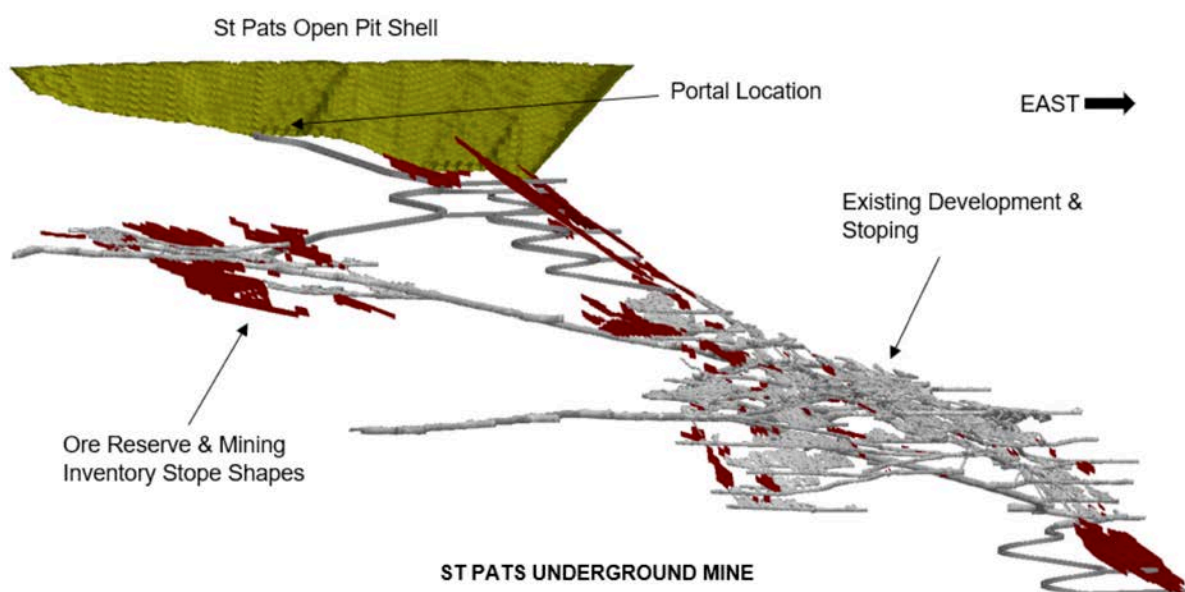 St Pats Open Pit Shell
Portal Location
EAST
Existing Development &
Stoping
Ore Reserve & Mining
Inventory Stope Shapes
ST PATS UNDERGROUND MINE